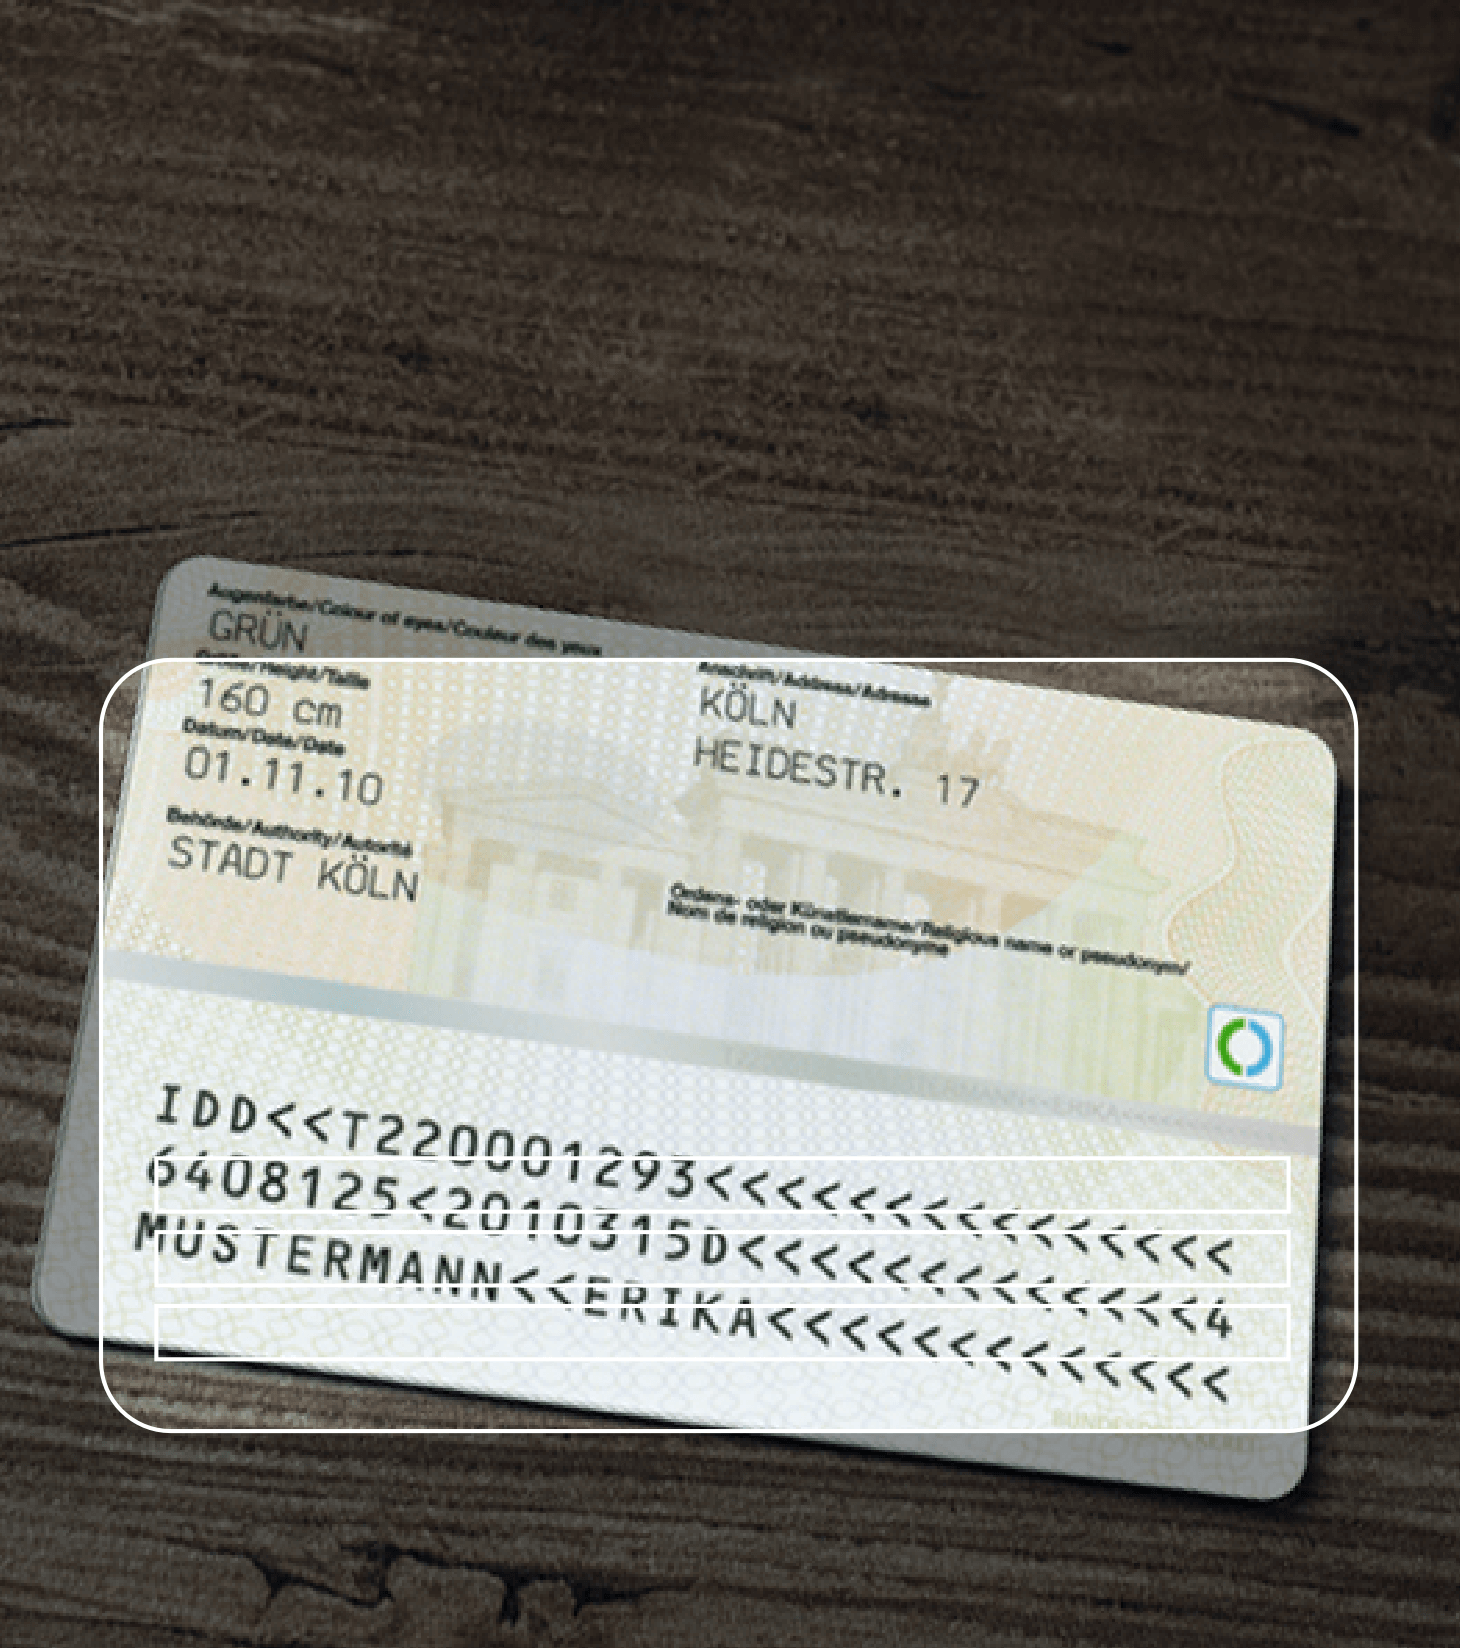 Augenfarbe/Colour of eyes/Couleur des yeux
GRÜN
Größe/Height/Taille
160 cm
Datum/Date/Date
01.11.10
Behörde/Authority/Autorité
STADT KÖLN
Anschrift/Address/Adresse
KÖLN
HEIDESTR. 17
Ordens- oder Künstlername/Religious name or pseudonym/
Nom de religion ou pseudonyme
IDD<<T220001293<<<<<<<<<<<<<<<
6408125<2010315D<<<<<<<<<<<<<4
MUSTERMANN<<ERIKA<<<<<<<<<<<<<